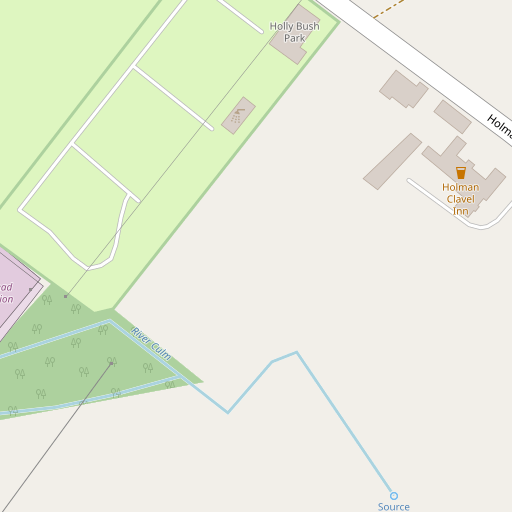 Holly Bush
Park
Holman
Clavel
Inn
River Culm
Source